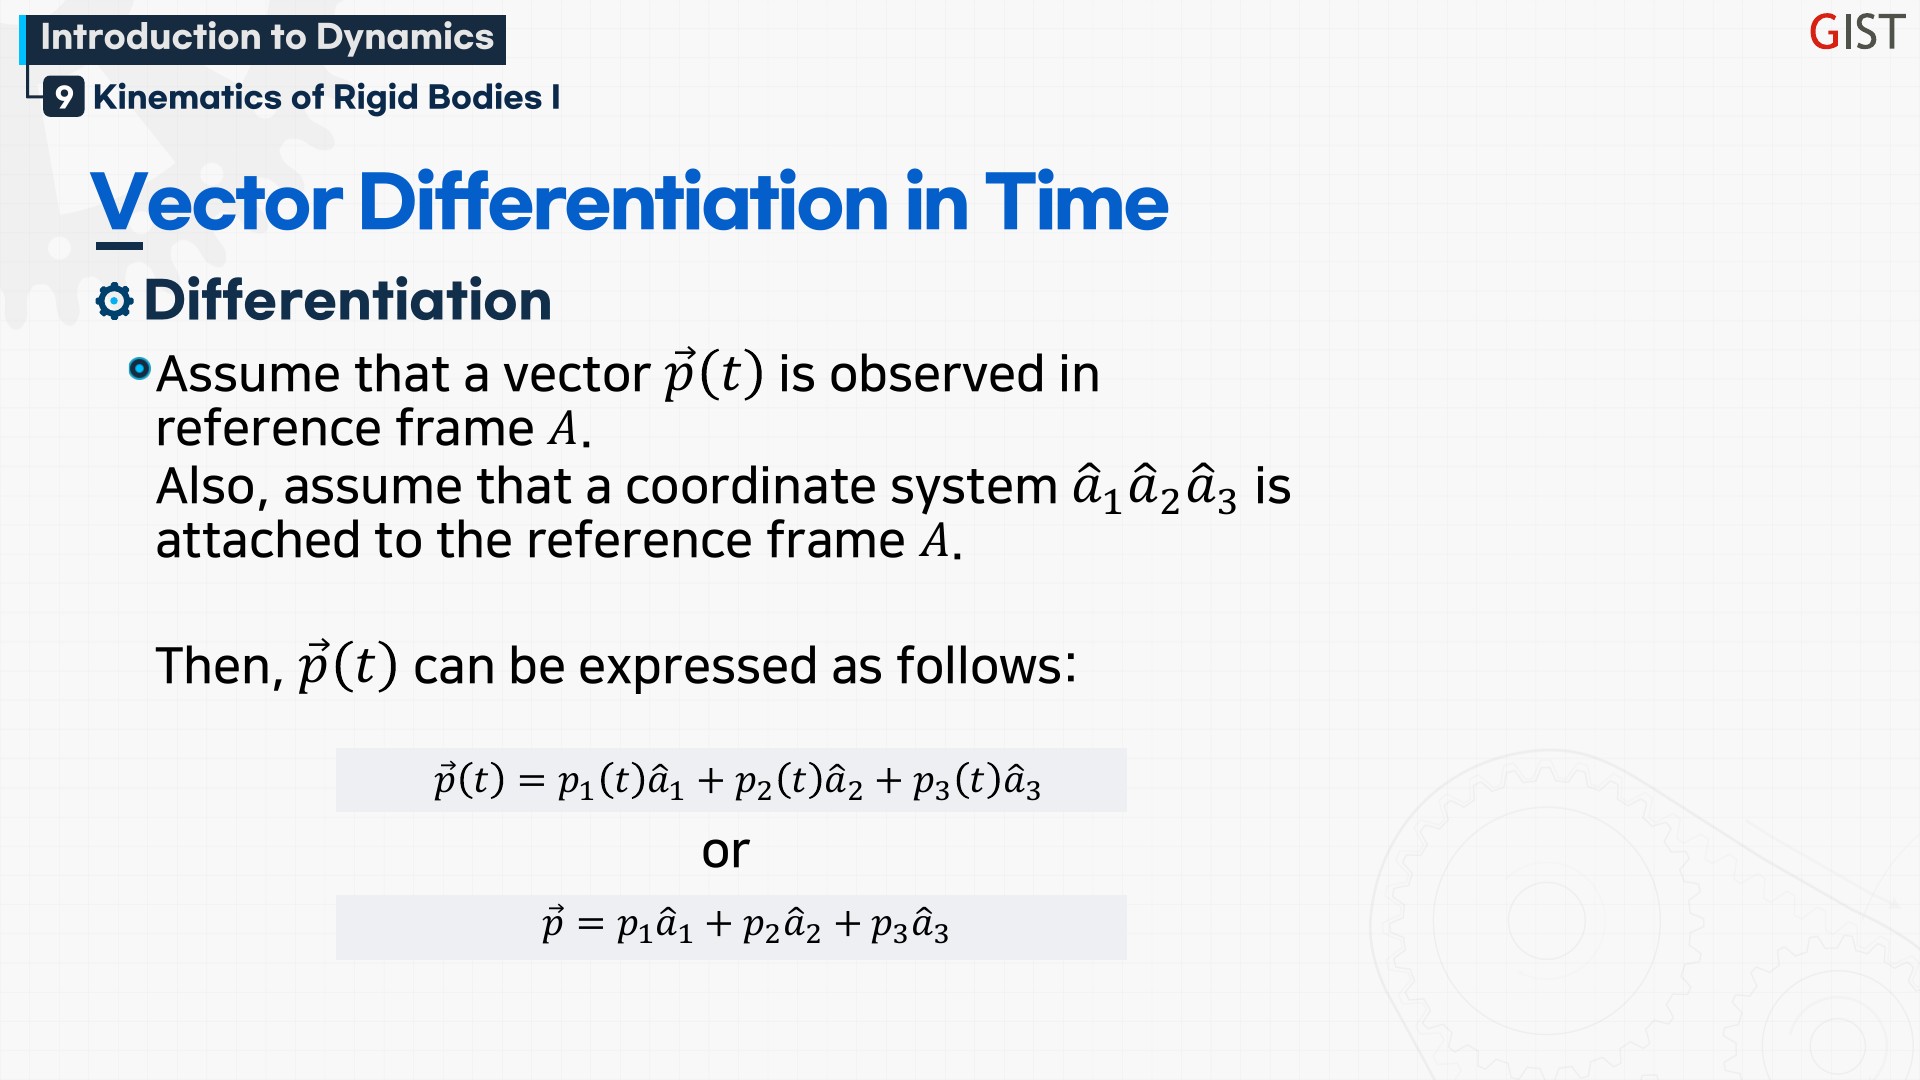 Introduction to Dynamics
GIST
9 Kinematics of Rigid Bodies I
Vector Differentiation in Time
Differentiation
Assume that a vector p⃗(t) is observed in
reference frame A.
Also, assume that a coordinate system â₁â₂â₃ is
attached to the reference frame A.
Then, p⃗(t) can be expressed as follows:
p⃗(t) = p₁(t)â₁ + p₂(t)â₂ + p₃(t)â₃
or
p⃗ = p₁â₁ + p₂â₂ + p₃â₃